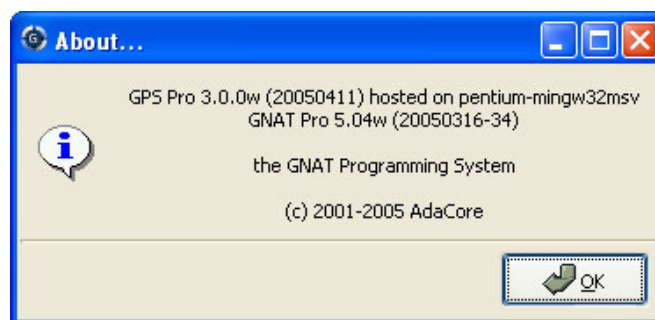 About...
GPS Pro 3.0.0w (20050411) hosted on pentium-mingw32msv
GNAT Pro 5.04w (20050316-34)
the GNAT Programming System
(c) 2001-2005 AdaCore
OK